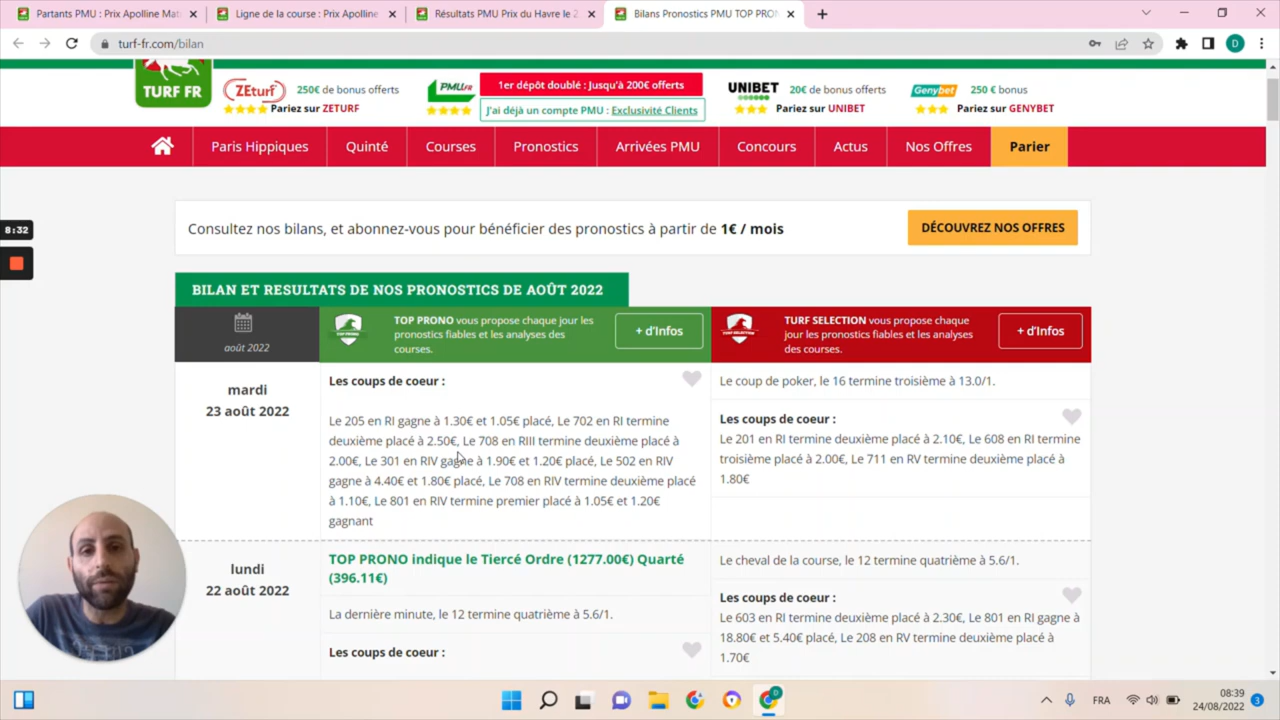 Partants PMU : Prix Apolline Mat
Ligne de la course : Prix Apolline
Résultats PMU Prix du Havre le 2
Bilans Pronostics PMU TOP PRON
turf-fr.com/bilan
D
TURF FR
ZEturf
250€ de bonus offerts
Pariez sur ZETURF
PMU.FR
1er dépôt doublé : Jusqu'à 200€ offerts
J'ai déjà un compte PMU : Exclusivité Clients
UNIBET
20€ de bonus offerts
Pariez sur UNIBET
Genybet
250 € bonus
Pariez sur GENYBET
Paris Hippiques
Quinté
Courses
Pronostics
Arrivées PMU
Concours
Actus
Nos Offres
Parier
8:32
Consultez nos bilans, et abonnez-vous pour bénéficier des pronostics à partir de 1€ / mois
DÉCOUVREZ NOS OFFRES
BILAN ET RESULTATS DE NOS PRONOSTICS DE AOÛT 2022
août 2022
TOP PRONO
TOP PRONO vous propose chaque jour les
pronostics fiables et les analyses des
courses.
+ d'Infos
TURF SELECTION
TURF SELECTION vous propose chaque
jour les pronostics fiables et les analyses
des courses.
+ d'Infos
mardi
23 août 2022
Les coups de coeur :
Le 205 en RI gagne à 1.30€ et 1.05€ placé, Le 702 en RI termine
deuxième placé à 2.50€, Le 708 en RIII termine deuxième placé à
2.00€, Le 301 en RIV gagne à 1.90€ et 1.20€ placé, Le 502 en RIV
gagne à 4.40€ et 1.80€ placé, Le 708 en RIV termine deuxième placé
à 1.10€, Le 801 en RIV termine premier placé à 1.05€ et 1.20€
gagnant
Le coup de poker, le 16 termine troisième à 13.0/1.
Les coups de coeur :
Le 201 en RI termine deuxième placé à 2.10€, Le 608 en RI termine
troisième placé à 2.00€, Le 711 en RV termine deuxième placé à
1.80€
lundi
22 août 2022
TOP PRONO indique le Tiercé Ordre (1277.00€) Quarté
(396.11€)
La dernière minute, le 12 termine quatrième à 5.6/1.
Les coups de coeur :
Le cheval de la course, le 12 termine quatrième à 5.6/1.
Les coups de coeur :
Le 603 en RI termine deuxième placé à 2.30€, Le 801 en RI gagne à
18.80€ et 5.40€ placé, Le 208 en RV termine deuxième placé à
1.70€
D
FRA
08:39
24/08/2022
3